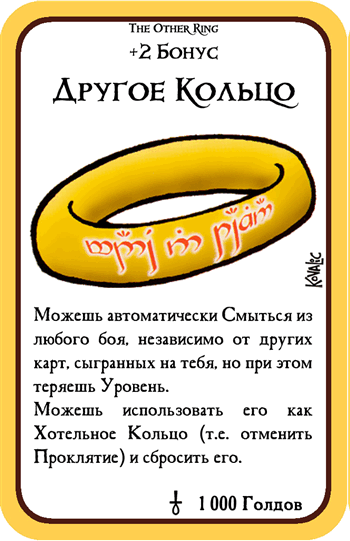 The Other Ring
+2 Бонус
Другое Кольцо
Kovalic
Можешь автоматически Смыться из
любого боя, независимо от других
карт, сыгранных на тебя, но при этом
теряешь Уровень.
Можешь использовать его как
Хотельное Кольцо (т.е. отменить
Проклятие) и сбросить его.
1 000 Голдов